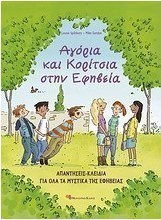 Αγόρια
και Κορίτσια
στην Εφηβεία
ΑΠΑΝΤΗΣΕΙΣ-ΚΛΕΙΔΙΑ
ΓΙΑ ΟΛΑ ΤΑ ΜΥΣΤΙΚΑ ΤΗΣ ΕΦΗΒΕΙΑΣ